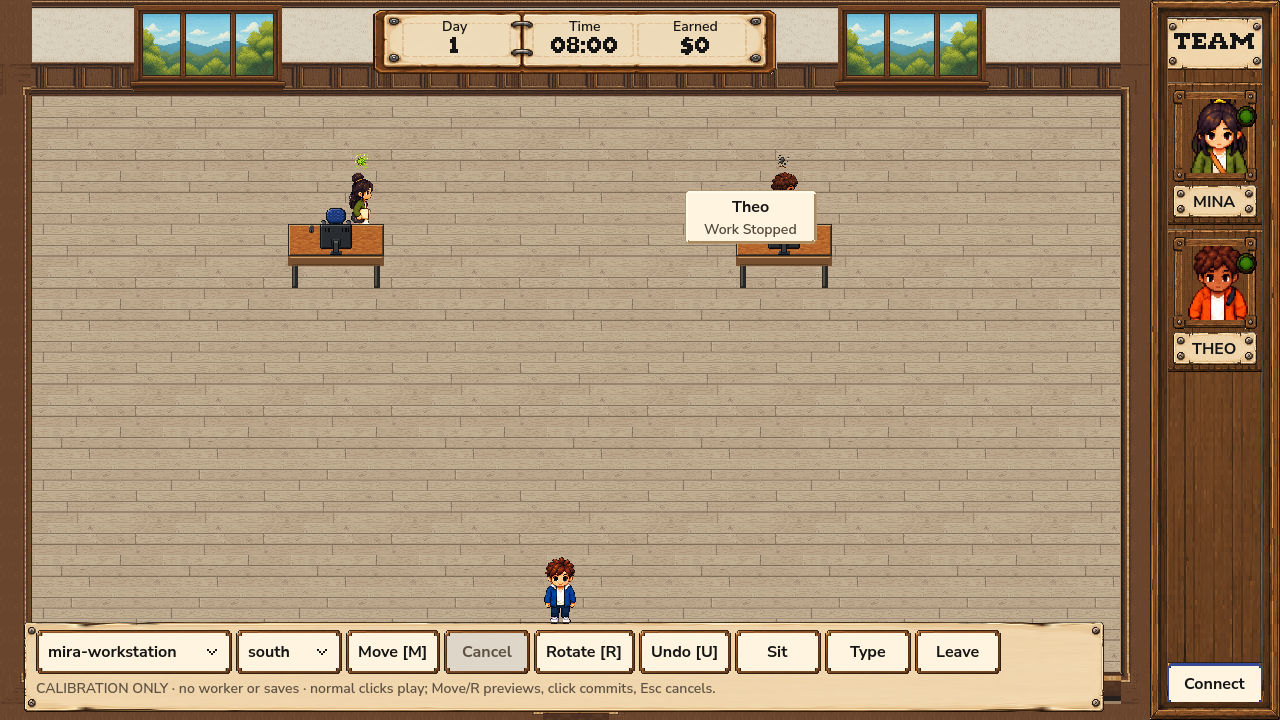 Day
1
Time
08:00
Earned
$0
TEAM
MINA
THEO
Theo
Work Stopped
mira-workstation
south
Move [M]
Cancel
Rotate [R]
Undo [U]
Sit
Type
Leave
CALIBRATION ONLY · no worker or saves · normal clicks play; Move/R previews, click commits, Esc cancels.
Connect